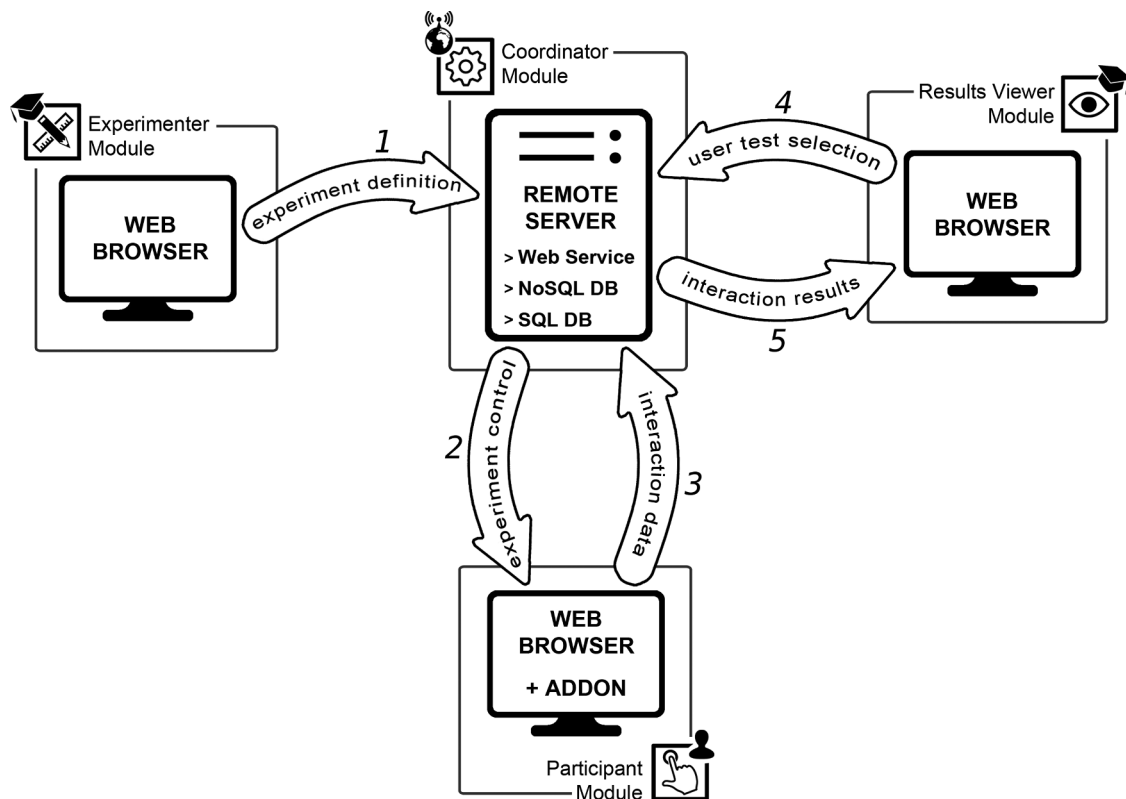 Experimenter
Module
WEB
BROWSER
1
experiment definition
Coordinator
Module
REMOTE
SERVER
> Web Service
> NoSQL DB
> SQL DB
4
user test selection
Results Viewer
Module
WEB
BROWSER
interaction results
5
2
experiment control
interaction data
3
WEB
BROWSER
+ ADDON
Participant
Module